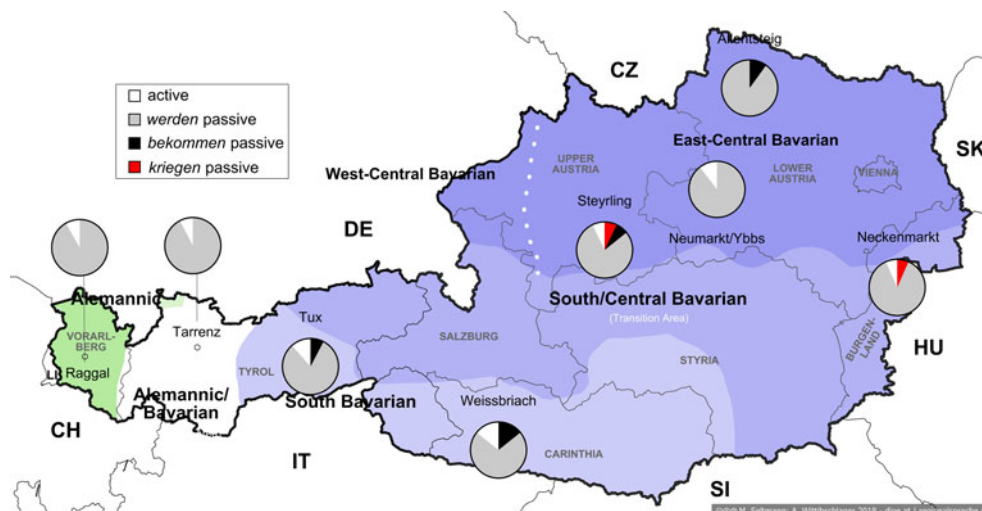 active
werden passive
bekommen passive
kriegen passive
CZ
Allentsteig
East-Central Bavarian
SK
West-Central Bavarian
UPPER
AUSTRIA
LOWER
AUSTRIA
VIENNA
Steyrling
DE
Neumarkt/Ybbs
Neckenmarkt
Alemannic
South/Central Bavarian
(Transition Area)
Tux
Tarrenz
VORARL-
BERG
SALZBURG
BURGEN-
LAND
HU
STYRIA
LI
Raggal
TYROL
Alemannic/
Bavarian
South Bavarian
Weissbriach
CH
IT
CARINTHIA
SI